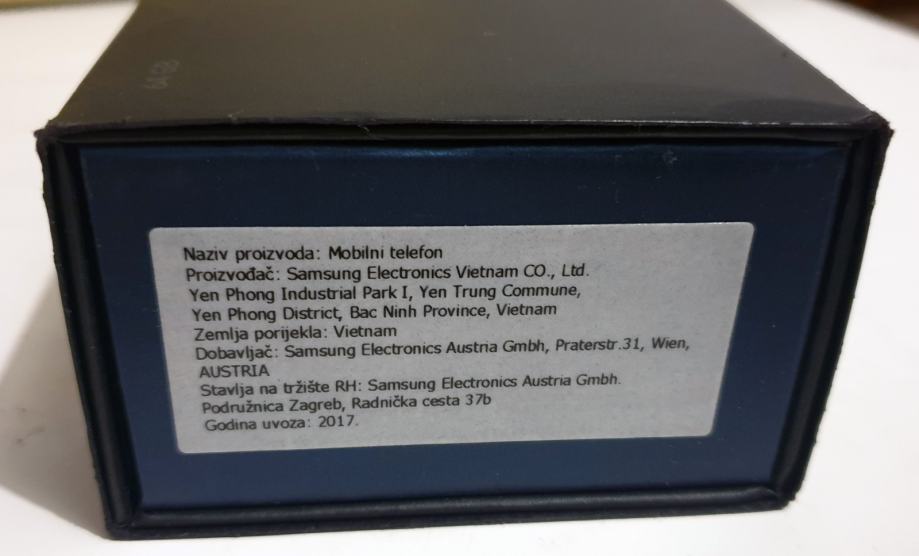 64 GB
Naziv proizvoda: Mobilni telefon
Proizvođač: Samsung Electronics Vietnam CO., Ltd.
Yen Phong Industrial Park I, Yen Trung Commune,
Yen Phong District, Bac Ninh Province, Vietnam
Zemlja porijekla: Vietnam
Dobavljač: Samsung Electronics Austria Gmbh, Praterstr.31, Wien,
AUSTRIA
Stavlja na tržište RH: Samsung Electronics Austria Gmbh.
Podružnica Zagreb, Radnička cesta 37b
Godina uvoza: 2017.